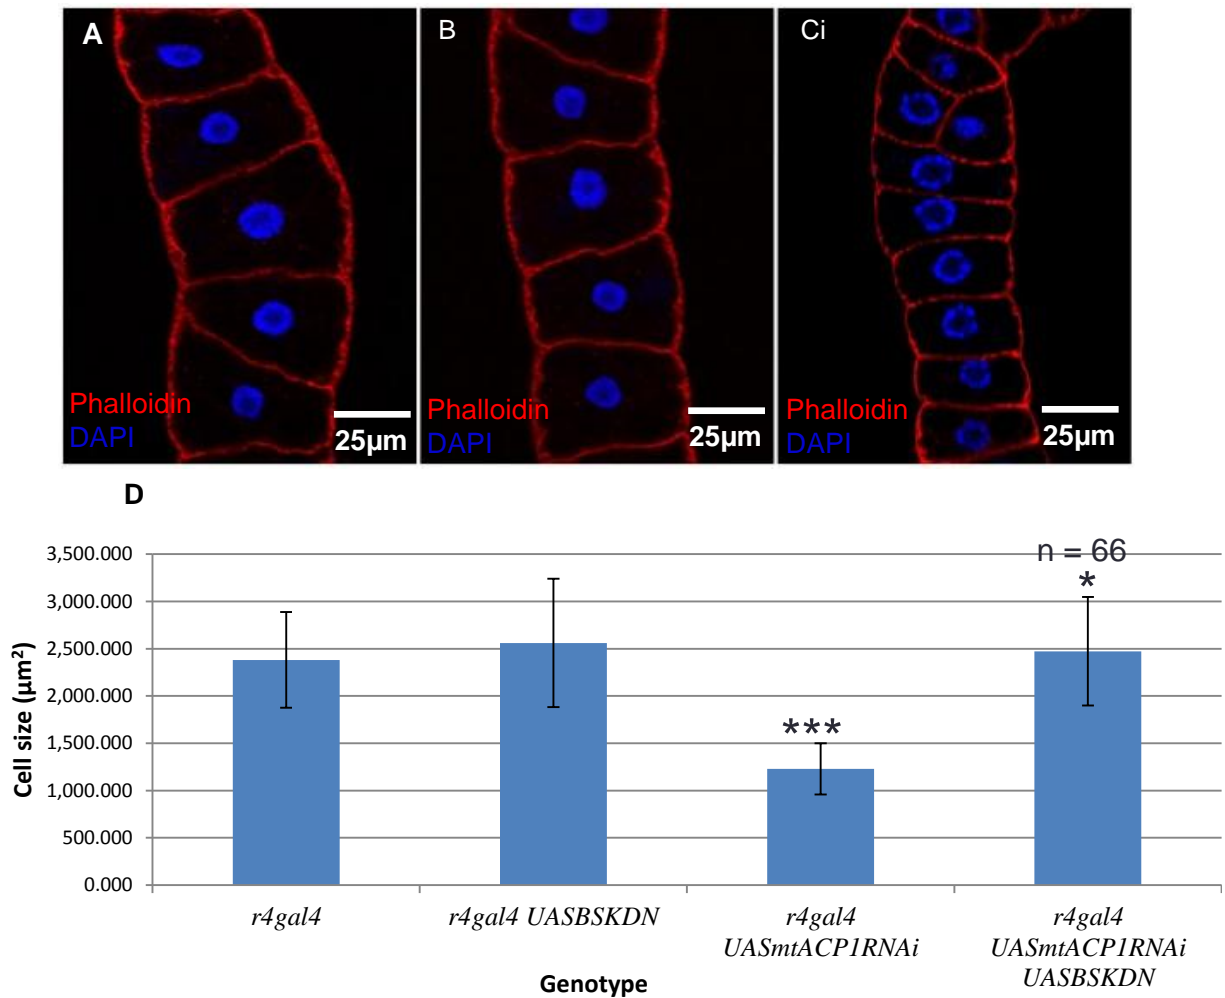 A
B
Ci
Phalloidin
DAPI
25µm
Phalloidin
DAPI
25µm
Phalloidin
DAPI
25µm
D
Cell size (µm²)
3,500.000
3,000.000
2,500.000
2,000.000
1,500.000
1,000.000
500.000
0.000
n = 66
*
***
r4gal4
r4gal4 UASBSKDN
r4gal4
UASmtACP1RNAi
r4gal4
UASmtACP1RNAi
UASBSKDN
Genotype